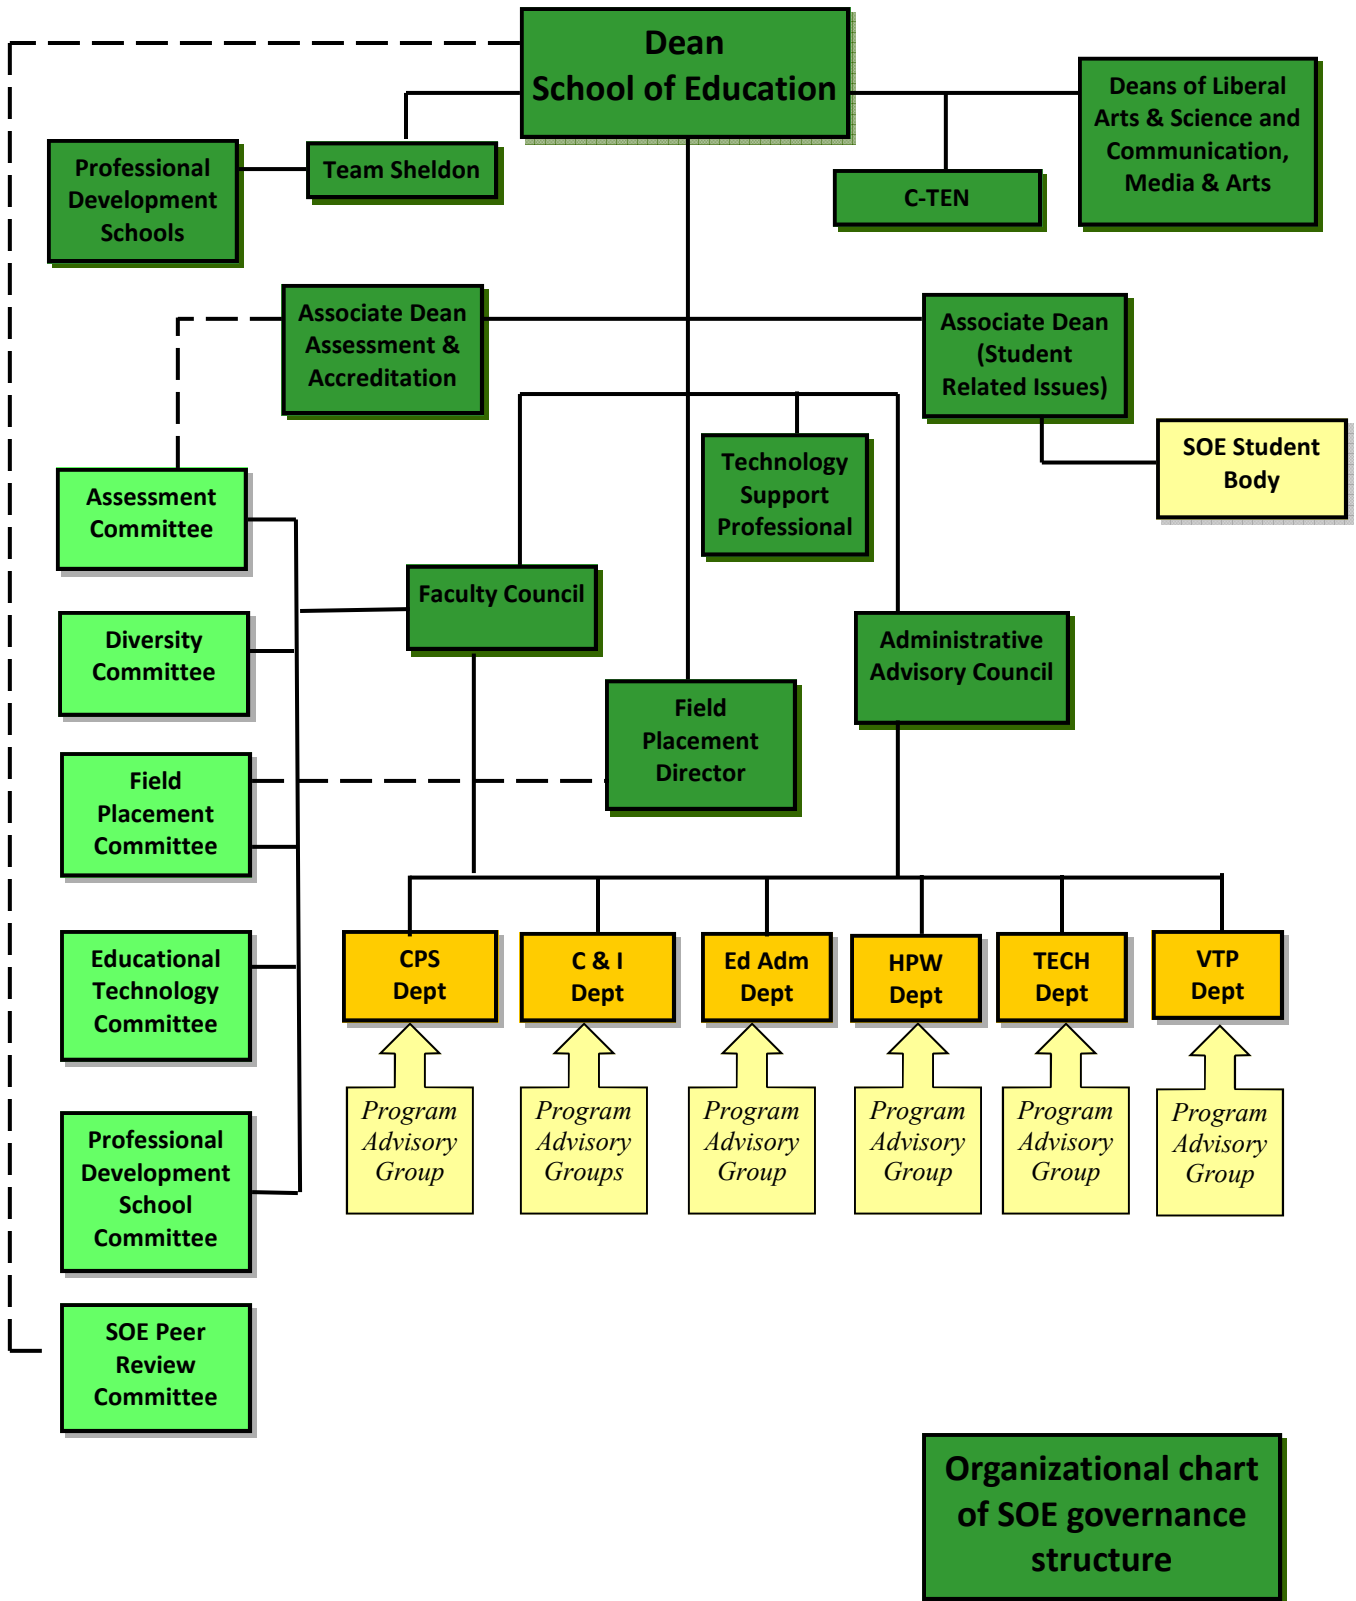 Dean
School of Education
Deans of Liberal
Arts & Science and
Communication,
Media & Arts
Professional
Development
Schools
Team Sheldon
C-TEN
Associate Dean
Assessment &
Accreditation
Associate Dean
(Student
Related Issues)
SOE Student
Body
Technology
Support
Professional
Assessment
Committee
Faculty Council
Diversity
Committee
Administrative
Advisory Council
Field
Placement
Director
Field
Placement
Committee
Educational
Technology
Committee
CPS
Dept
C & I
Dept
Ed Adm
Dept
HPW
Dept
TECH
Dept
VTP
Dept
Program
Advisory
Group
Program
Advisory
Groups
Program
Advisory
Group
Program
Advisory
Group
Program
Advisory
Group
Program
Advisory
Group
Professional
Development
School
Committee
SOE Peer
Review
Committee
Organizational chart
of SOE governance
structure